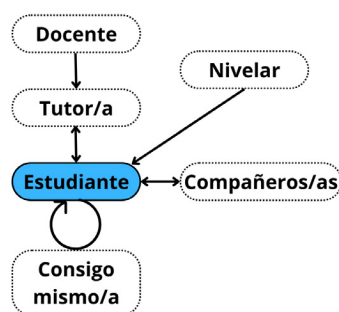 Docente
Nivelar
Tutor/a
Estudiante
Compañeros/as
Consigo
mismo/a